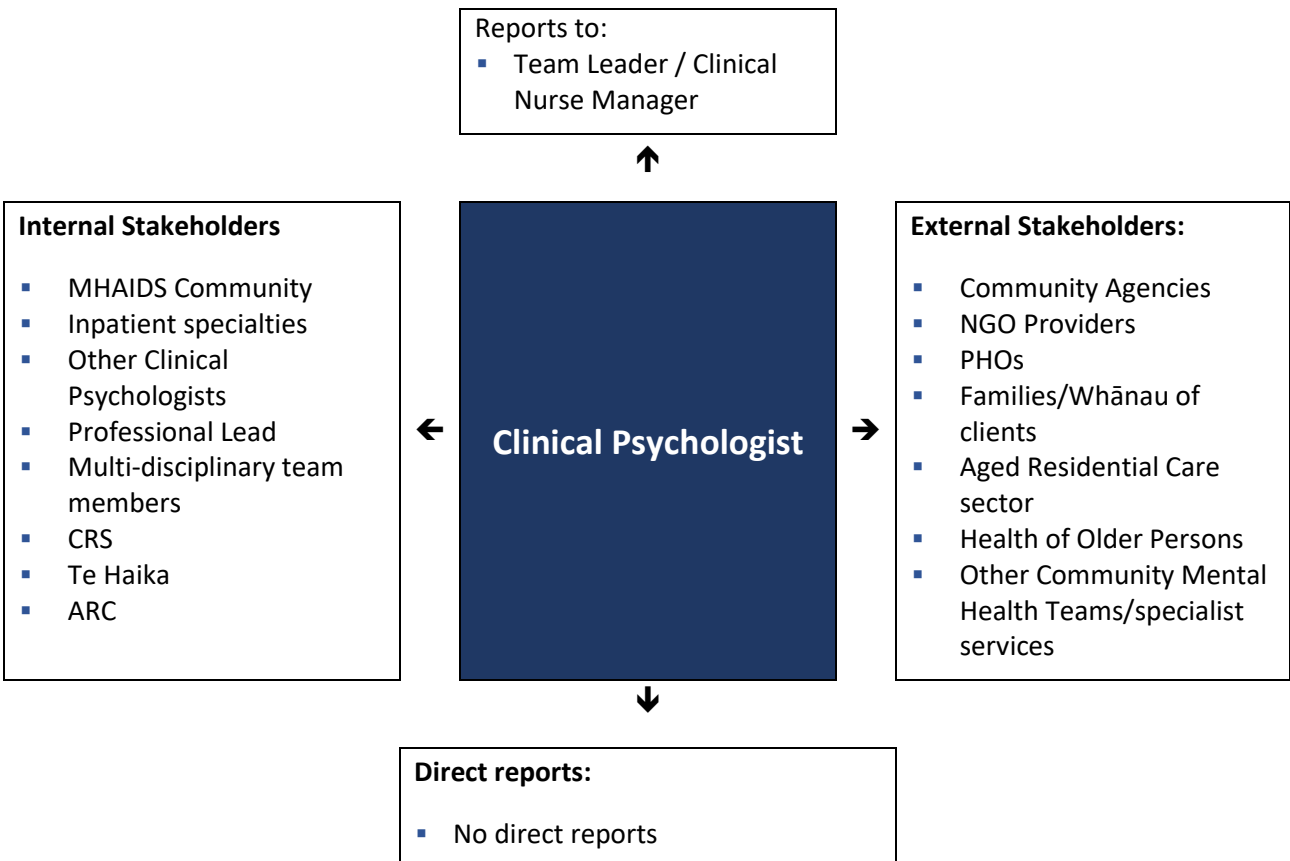 Reports to:
▪ Team Leader / Clinical
Nurse Manager
🡩
Internal Stakeholders
▪ MHAIDS Community
▪ Inpatient specialties
▪ Other Clinical
Psychologists
▪ Professional Lead
▪ Multi-disciplinary team
members
▪ CRS
▪ Te Haika
▪ ARC
🡨
Clinical Psychologist
🡪
External Stakeholders:
▪ Community Agencies
▪ NGO Providers
▪ PHOs
▪ Families/Whānau of
clients
▪ Aged Residential Care
sector
▪ Health of Older Persons
▪ Other Community Mental
Health Teams/specialist
services
🡫
Direct reports:
▪ No direct reports